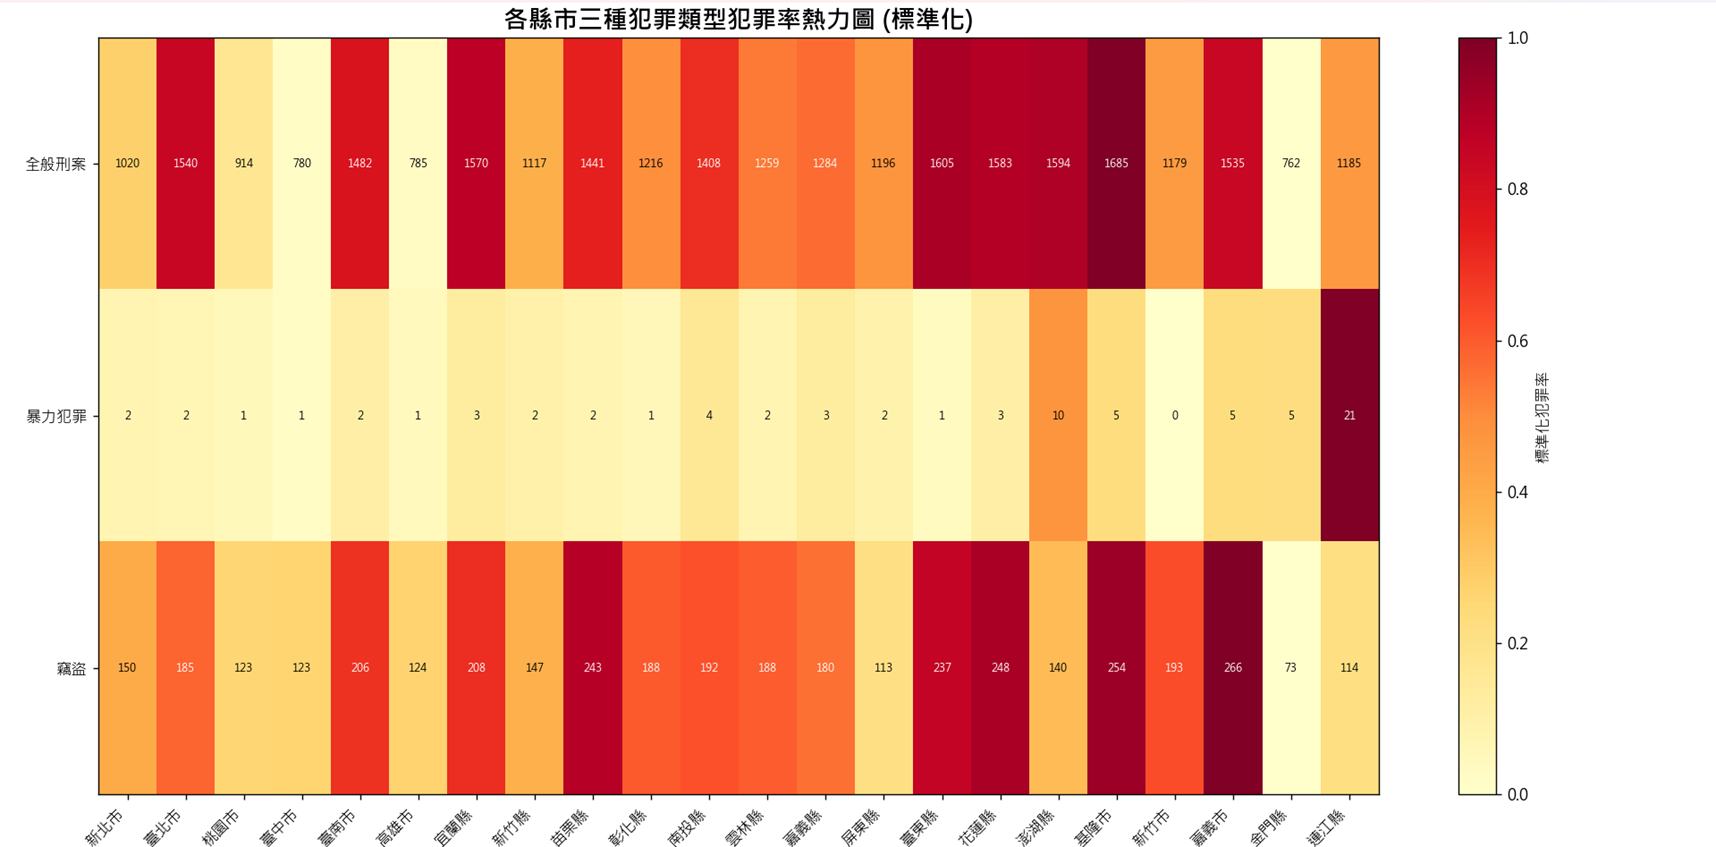 各縣市三種犯罪類型犯罪率熱力圖 (標準化)
全般刑案 1020 1540 914 780 1482 785 1570 1117 1441 1216 1408 1259 1284 1196 1605 1583 1594 1685 1179 1535 762 1185
暴力犯罪 2 2 1 1 2 1 3 2 2 1 4 2 3 2 1 3 10 5 0 5 5 21
竊盜 150 185 123 123 206 124 208 147 243 188 192 188 180 113 237 248 140 254 193 266 73 114
新北市 臺北市 桃園市 臺中市 臺南市 高雄市 宜蘭縣 新竹縣 苗栗縣 彰化縣 南投縣 雲林縣 嘉義縣 屏東縣 臺東縣 花蓮縣 澎湖縣 基隆市 新竹市 嘉義市 金門縣 連江縣
1.0
0.8
0.6
0.4
0.2
0.0
標準化犯罪率